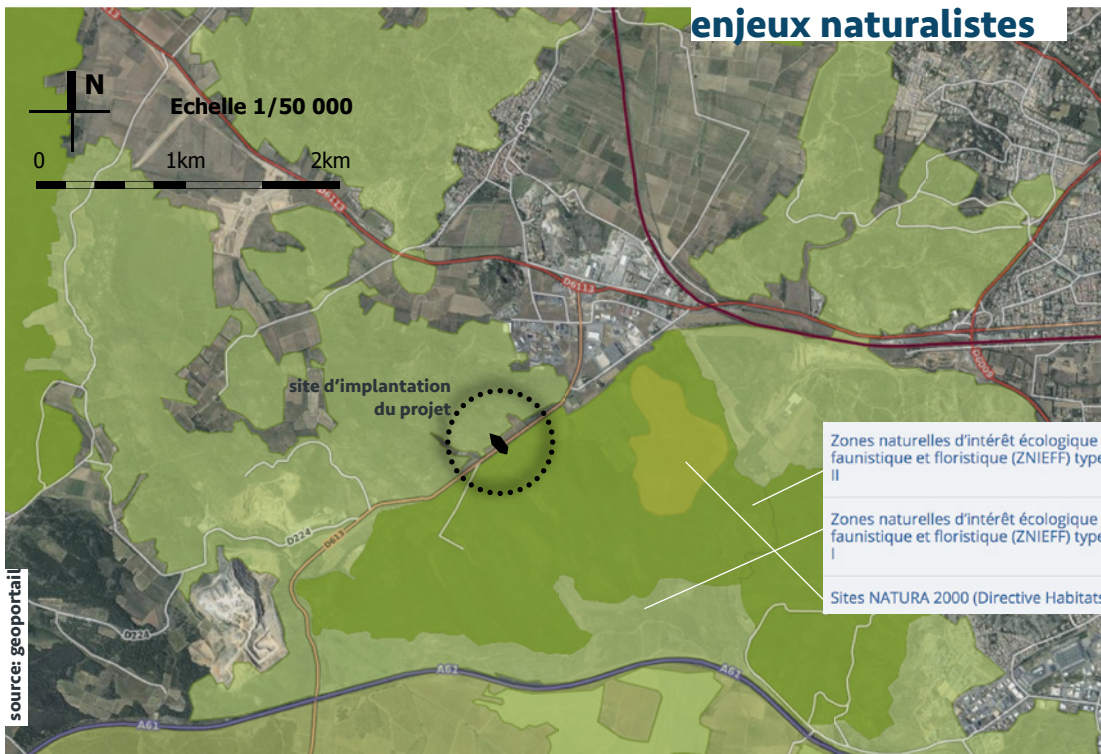 enjeux naturalistes
N
Echelle 1/50 000
0 1km 2km
D6113
D6113
D6113
D6009
site d'implantation
du projet
Zones naturelles d'intérêt écologique
faunistique et floristique (ZNIEFF) type
II
Zones naturelles d'intérêt écologique
faunistique et floristique (ZNIEFF) type
I
Sites NATURA 2000 (Directive Habitats
D224
D613
D224
A61
A61
source: geoportail